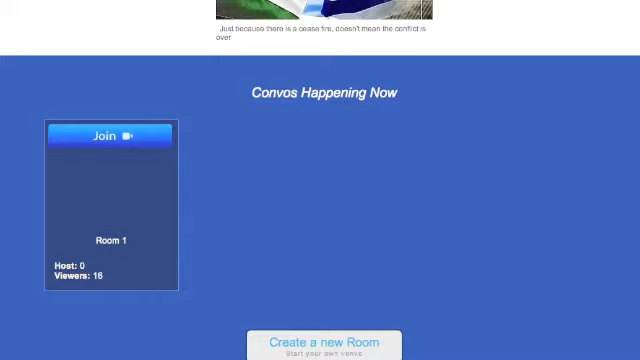 Just because there is a cease fire, doesn't mean the conflict is
over
Convos Happening Now
Join
Room 1
Host: 0
Viewers: 16
Create a new Room
Start your own venvo